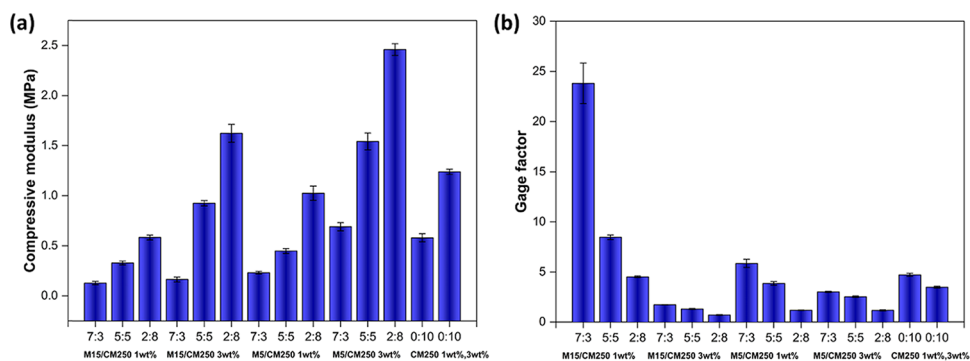 (a)
Compressive modulus (MPa)
2.5
2.0
1.5
1.0
0.5
0.0
7:3 5:5 2:8 7:3 5:5 2:8 7:3 5:5 2:8 7:3 5:5 2:8 0:10 0:10
M15/CM250 1wt% M15/CM250 3wt% M5/CM250 1wt% M5/CM250 3wt% CM250 1wt%,3wt%
(b)
Gage factor
30
25
20
15
10
5
0
7:3 5:5 2:8 7:3 5:5 2:8 7:3 5:5 2:8 7:3 5:5 2:8 0:10 0:10
M15/CM250 1wt% M15/CM250 3wt% M5/CM250 1wt% M5/CM250 3wt% CM250 1wt%,3wt%